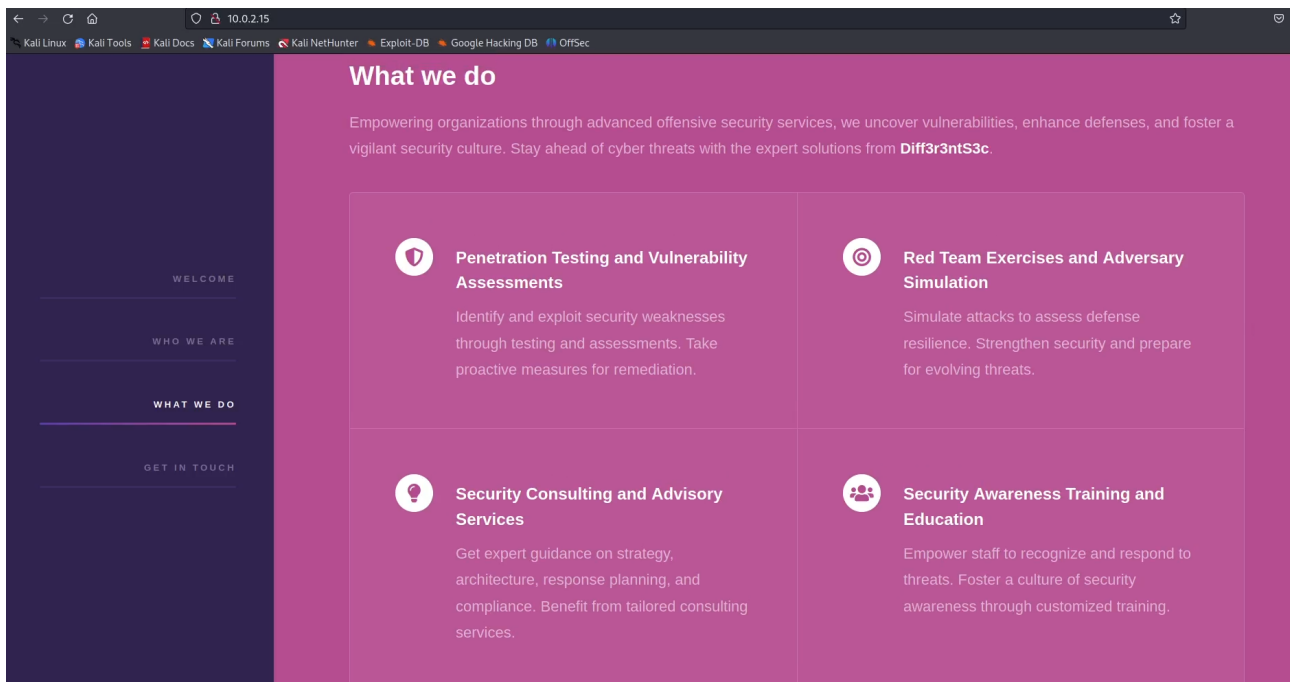 10.0.2.15
Kali Linux Kali Tools Kali Docs Kali Forums Kali NetHunter Exploit-DB Google Hacking DB OffSec
WELCOME
WHO WE ARE
WHAT WE DO
GET IN TOUCH
What we do
Empowering organizations through advanced offensive security services, we uncover vulnerabilities, enhance defenses, and foster a
vigilant security culture. Stay ahead of cyber threats with the expert solutions from Diff3r3ntS3c.
Penetration Testing and Vulnerability
Assessments
Identify and exploit security weaknesses
through testing and assessments. Take
proactive measures for remediation.
Red Team Exercises and Adversary
Simulation
Simulate attacks to assess defense
resilience. Strengthen security and prepare
for evolving threats.
Security Consulting and Advisory
Services
Get expert guidance on strategy,
architecture, response planning, and
compliance. Benefit from tailored consulting
services.
Security Awareness Training and
Education
Empower staff to recognize and respond to
threats. Foster a culture of security
awareness through customized training.